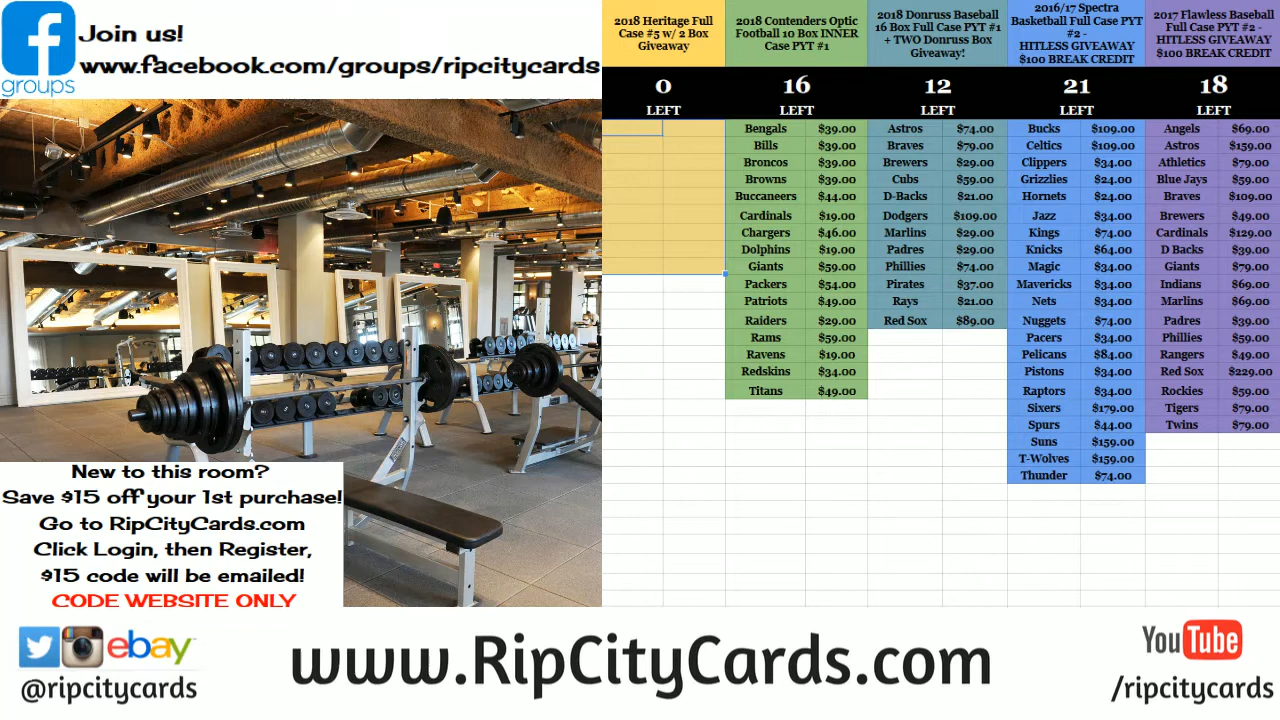 groups
Join us!
www.facebook.com/groups/ripcitycards
New to this room?
Save $15 off your 1st purchase!
Go to RipCityCards.com
Click Login, then Register,
$15 code will be emailed!
CODE WEBSITE ONLY
2018 Heritage Full
Case #5 w/ 2 Box
Giveaway
0
LEFT
2018 Contenders Optic
Football 10 Box INNER
Case PYT #1
16
LEFT
Bengals $39.00
Bills $39.00
Broncos $39.00
Browns $39.00
Buccaneers $44.00
Cardinals $19.00
Chargers $46.00
Dolphins $19.00
Giants $59.00
Packers $54.00
Patriots $49.00
Raiders $29.00
Rams $59.00
Ravens $19.00
Redskins $34.00
Titans $49.00
2018 Donruss Baseball
16 Box Full Case PYT #1
+ TWO Donruss Box
Giveaway!
12
LEFT
Astros $74.00
Braves $79.00
Brewers $29.00
Cubs $59.00
D-Backs $21.00
Dodgers $109.00
Marlins $29.00
Padres $29.00
Phillies $74.00
Pirates $37.00
Rays $21.00
Red Sox $89.00
2016/17 Spectra
Basketball Full Case PYT
#2 -
HITLESS GIVEAWAY
$100 BREAK CREDIT
21
LEFT
Bucks $109.00
Celtics $109.00
Clippers $34.00
Grizzlies $24.00
Hornets $24.00
Jazz $34.00
Kings $74.00
Knicks $64.00
Magic $34.00
Mavericks $34.00
Nets $34.00
Nuggets $74.00
Pacers $34.00
Pelicans $84.00
Pistons $34.00
Raptors $34.00
Sixers $179.00
Spurs $44.00
Suns $159.00
T-Wolves $159.00
Thunder $74.00
2017 Flawless Baseball
Full Case PYT #2 -
HITLESS GIVEAWAY
$100 BREAK CREDIT
18
LEFT
Angels $69.00
Astros $159.00
Athletics $79.00
Blue Jays $59.00
Braves $109.00
Brewers $49.00
Cardinals $129.00
D Backs $39.00
Giants $79.00
Indians $69.00
Marlins $69.00
Padres $39.00
Phillies $59.00
Rangers $49.00
Red Sox $229.00
Rockies $59.00
Tigers $79.00
Twins $79.00
ebay
@ripcitycards
www.RipCityCards.com
YouTube
/ripcitycards